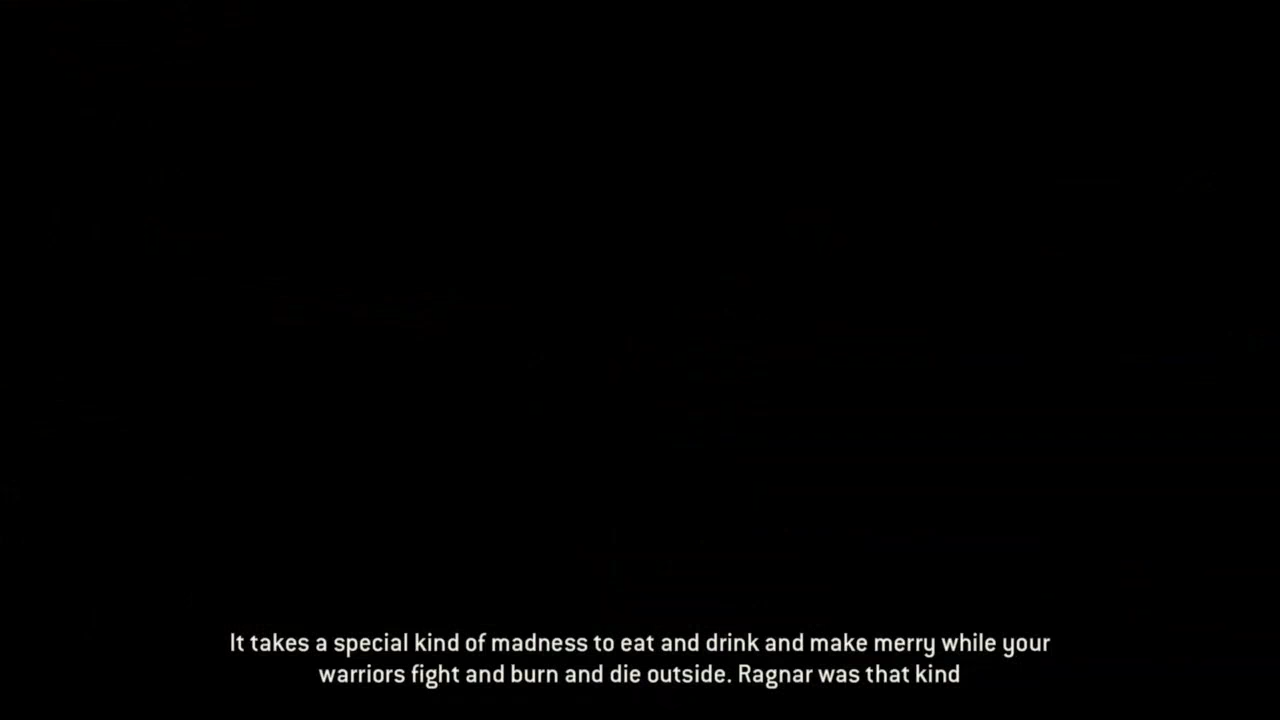 It takes a special kind of madness to eat and drink and make merry while your
warriors fight and burn and die outside. Ragnar was that kind